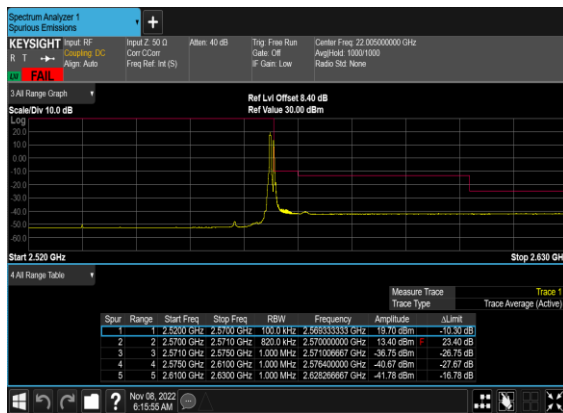 Spectrum Analyzer 1
Spurious Emissions
KEYSIGHT Input: RF Input Z: 50 Ω Atten: 40 dB Trig: Free Run Center Freq: 22.005000000 GHz
R T Coupling: DC Corr CCorr Gate: Off Avg|Hold: 1000/1000
Align: Auto Freq Ref: Int (S) IF Gain: Low Radio Std: None
LXI FAIL
3 All Range Graph
Ref Lvl Offset 8.40 dB
Scale/Div 10.0 dB Ref Value 30.00 dBm
Log
20.0
10.0
0.00
-10.0
-20.0
-30.0
-40.0
-50.0
-60.0
Start 2.520 GHz Stop 2.630 GH
4 All Range Table
Measure Trace Trace 1
Trace Type Trace Average (Active)
Spur Range Start Freq Stop Freq RBW Frequency Amplitude ΔLimit
1 1 2.5200 GHz 2.5700 GHz 100.0 kHz 2.569333333 GHz 19.70 dBm -10.30 dB
2 2 2.5700 GHz 2.5710 GHz 820.0 kHz 2.570000000 GHz 13.40 dBm F 23.40 dB
3 3 2.5710 GHz 2.5750 GHz 1.000 MHz 2.571006667 GHz -36.75 dBm -26.75 dB
4 4 2.5750 GHz 2.6100 GHz 1.000 MHz 2.576400000 GHz -40.67 dBm -27.67 dB
5 5 2.6100 GHz 2.6300 GHz 1.000 MHz 2.628266667 GHz -41.78 dBm -16.78 dB
Nov 08, 2022
6:15:55 AM